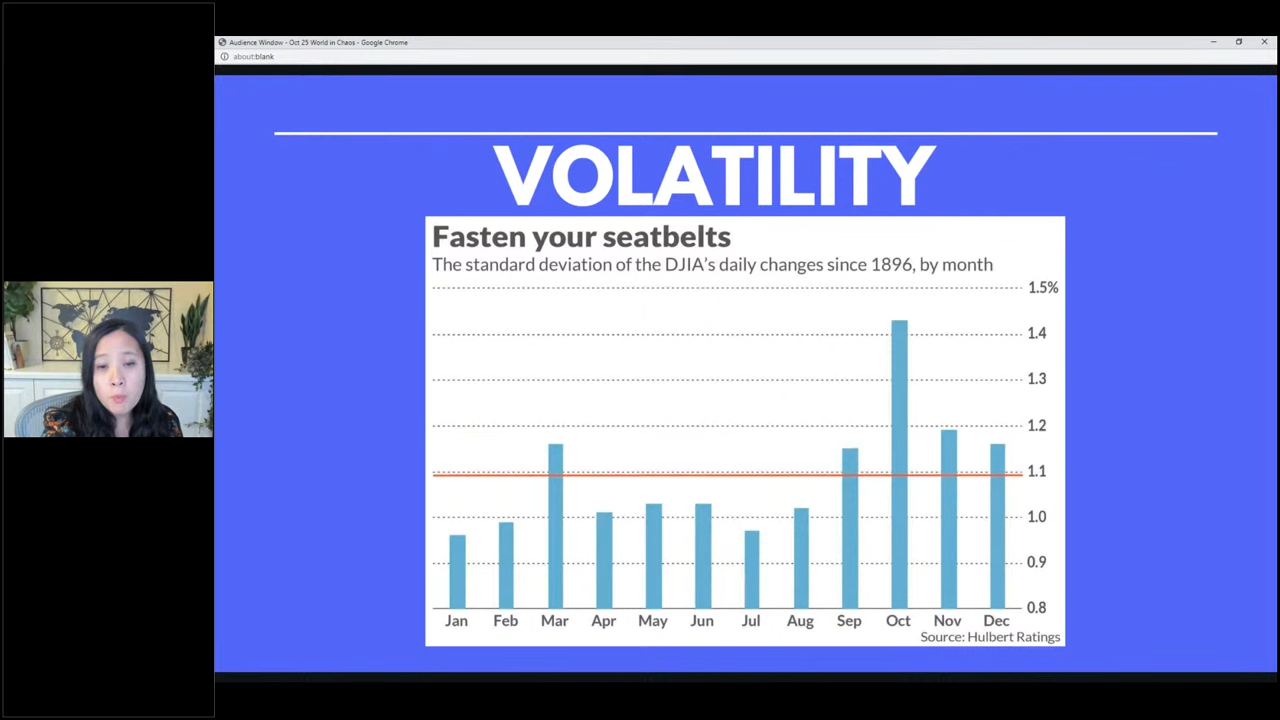 Audience Window - Oct 25 World in Chaos - Google Chrome
about:blank
VOLATILITY
Fasten your seatbelts
The standard deviation of the DJIA's daily changes since 1896, by month
1.5%
1.4
1.3
1.2
1.1
1.0
0.9
0.8
Jan Feb Mar Apr May Jun Jul Aug Sep Oct Nov Dec
Source: Hulbert Ratings